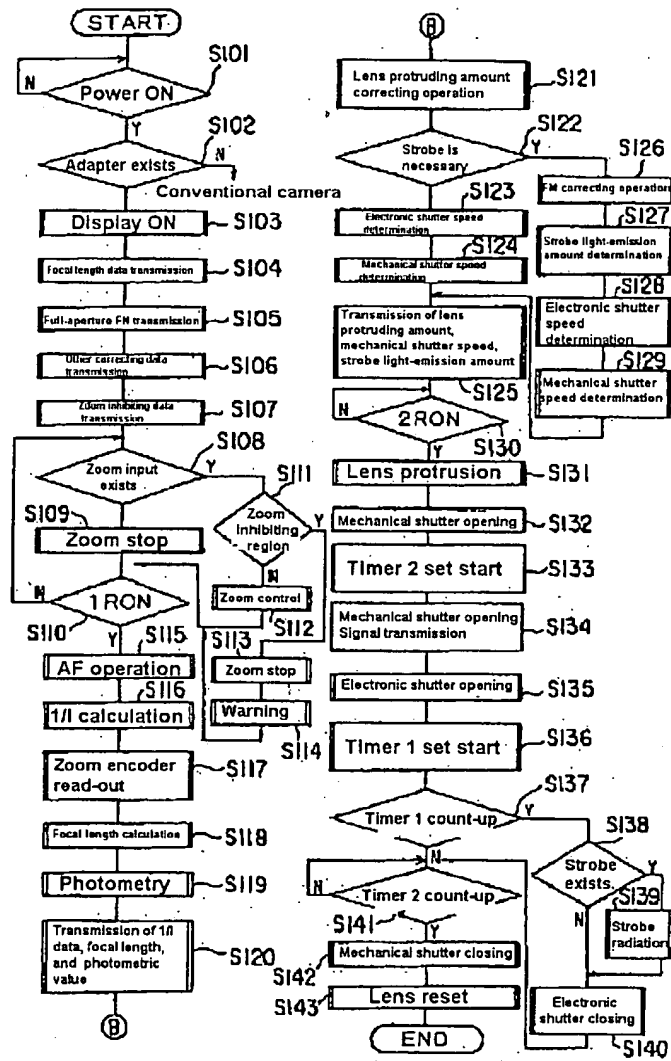 START
S101
N
Power ON
Y
S102
Adapter exists
N
Conventional camera
Display ON
S103
Focal length data transmission
S104
Full-aperture FN transmission
S105
Other correcting data
transmission
S106
Zoom inhibiting data
transmission
S107
S108
Zoom input
exists
Y
S111
S109
Zoom stop
Zoom
inhibiting
region
Y
N
N
1 RON
S110
Y
Zoom control
S112
S115
AF operation
S113
Zoom stop
S116
1/l calculation
Warning
S114
Zoom encoder
read-out
S117
Focal length calculation
S118
Photometry
S119
Transmission of 1/l
data, focal length,
and photometric
value
S120
B
B
Lens protruding amount
correcting operation
S121
S122
Strobe is
necessary
Y
S126
FM correcting operation
S123
Electronic shutter speed
determination
S127
Strobe light-emission
amount determination
S124
Mechanical shutter speed
determination
S128
Electronic shutter
speed
determination
Transmission of lens
protruding amount,
mechanical shutter speed,
strobe light-emission amount
S125
S129
Mechanical shutter
speed determination
N
2 RON
S130
Y
Lens protrusion
S131
Mechanical shutter opening
S132
Timer 2 set start
S133
Mechanical shutter opening
Signal transmission
S134
Electronic shutter opening
S135
Timer 1 set start
S136
S137
Timer 1 count-up
Y
S138
N
Strobe
exists.
Y
S139
N
Timer 2 count-up
N
Strobe
radiation
S141
Y
Mechanical shutter closing
S142
Lens reset
S143
Electronic
shutter closing
S140
END